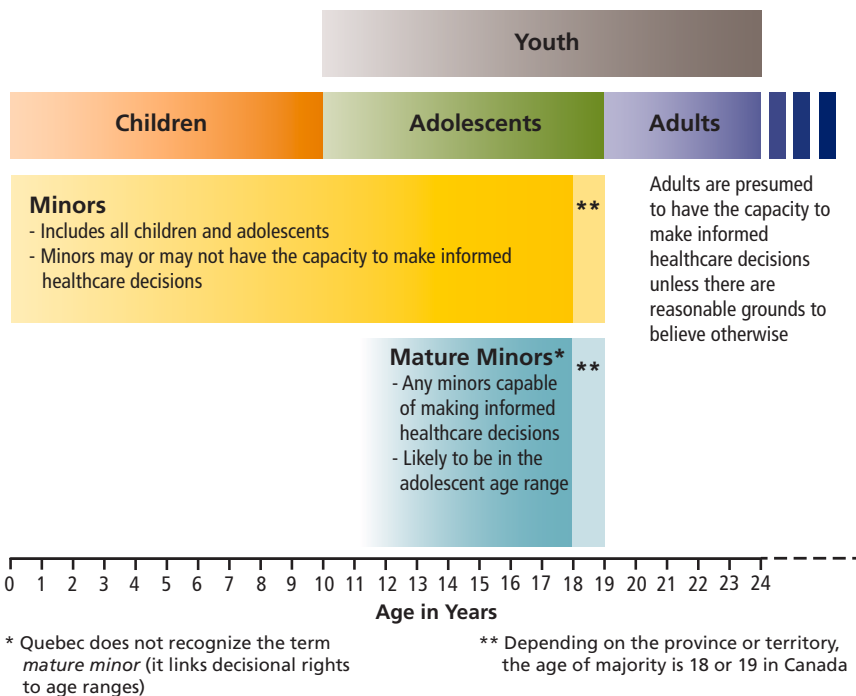 Youth
Children
Adolescents
Adults
Minors
- Includes all children and adolescents
- Minors may or may not have the capacity to make informed
healthcare decisions
**
Adults are presumed
to have the capacity to
make informed
healthcare decisions
unless there are
reasonable grounds to
believe otherwise
Mature Minors*
- Any minors capable
of making informed
healthcare decisions
- Likely to be in the
adolescent age range
**
0 1 2 3 4 5 6 7 8 9 10 11 12 13 14 15 16 17 18 19 20 21 22 23 24
Age in Years
* Quebec does not recognize the term
mature minor (it links decisional rights
to age ranges)
** Depending on the province or territory,
the age of majority is 18 or 19 in Canada